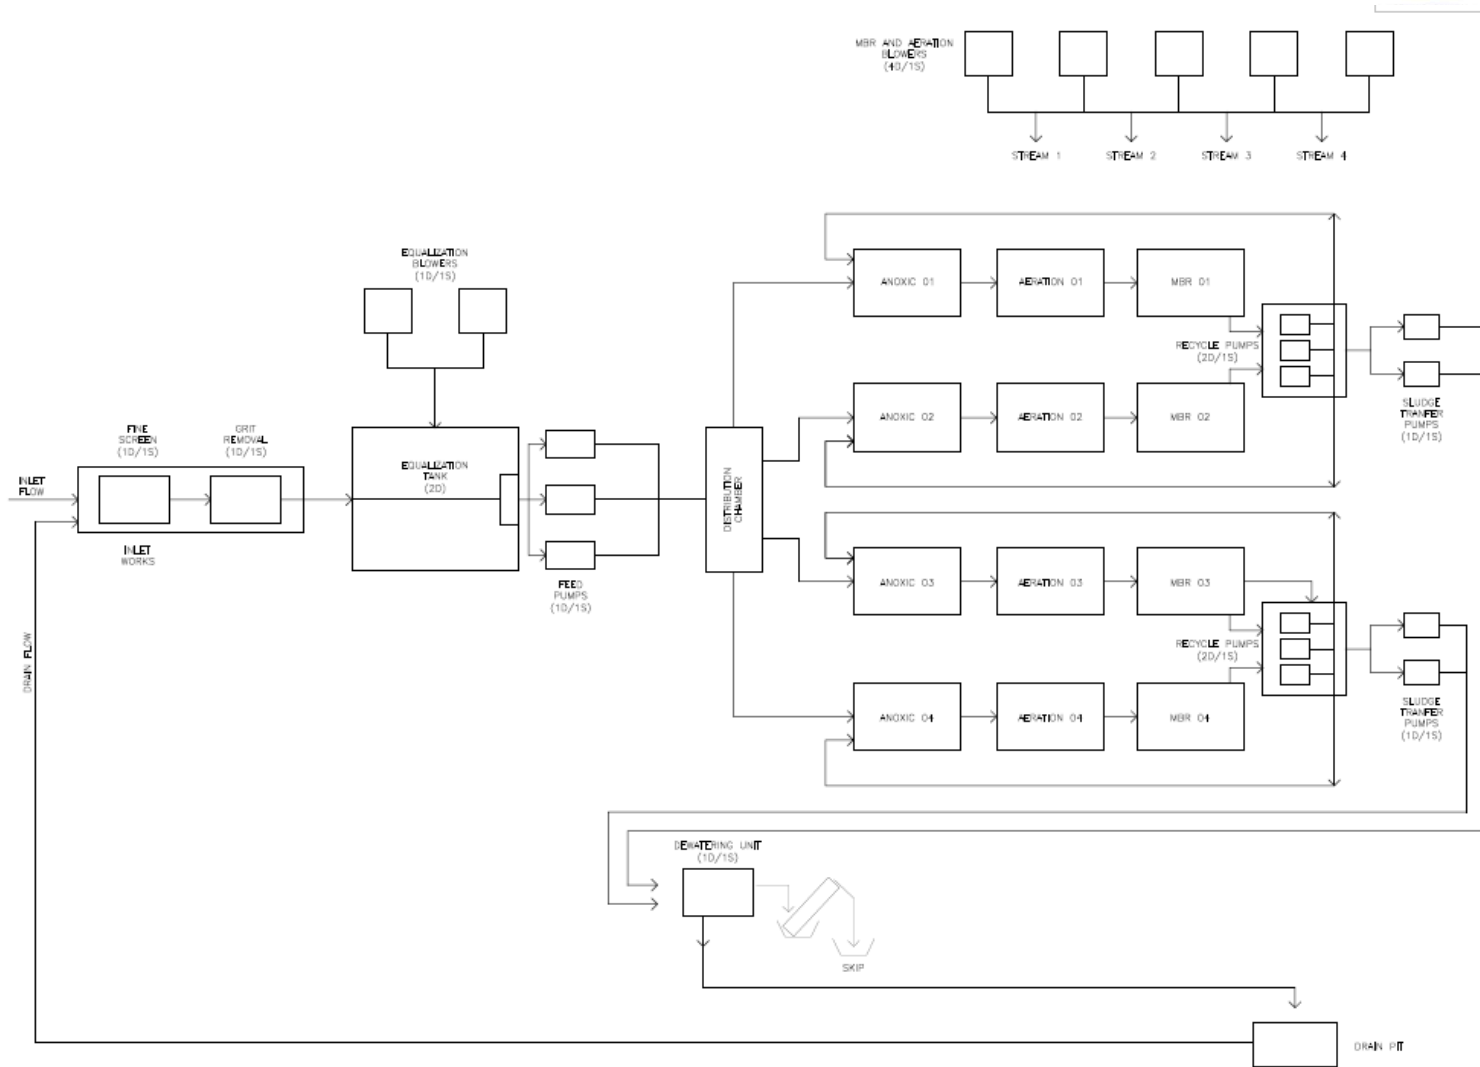 MBR AND AERATION
BLOWERS
(4D/1S)
STREAM 1
STREAM 2
STREAM 3
STREAM 4
EQUALIZATION
BLOWERS
(1D/1S)
ANOXIC 01
AERATION 01
MBR 01
RECYCLE PUMPS
(2D/1S)
ANOXIC 02
AERATION 02
MBR 02
SLUDGE
TRANFER
PUMPS
(1D/1S)
FINE
SCREEN
(1D/1S)
GRIT
REMOVAL
(1D/1S)
INLET
FLOW
INLET
WORKS
EQUALIZATION
TANK
(2D)
FEED
PUMPS
(1D/1S)
DISTRIBUTION
CHAMBER
ANOXIC 03
AERATION 03
MBR 03
RECYCLE PUMPS
(2D/1S)
ANOXIC 04
AERATION 04
MBR 04
SLUDGE
TRANFER
PUMPS
(1D/1S)
DRAIN FLOW
DEWATERING UNIT
(1D/1S)
SKIP
DRAIN PIT